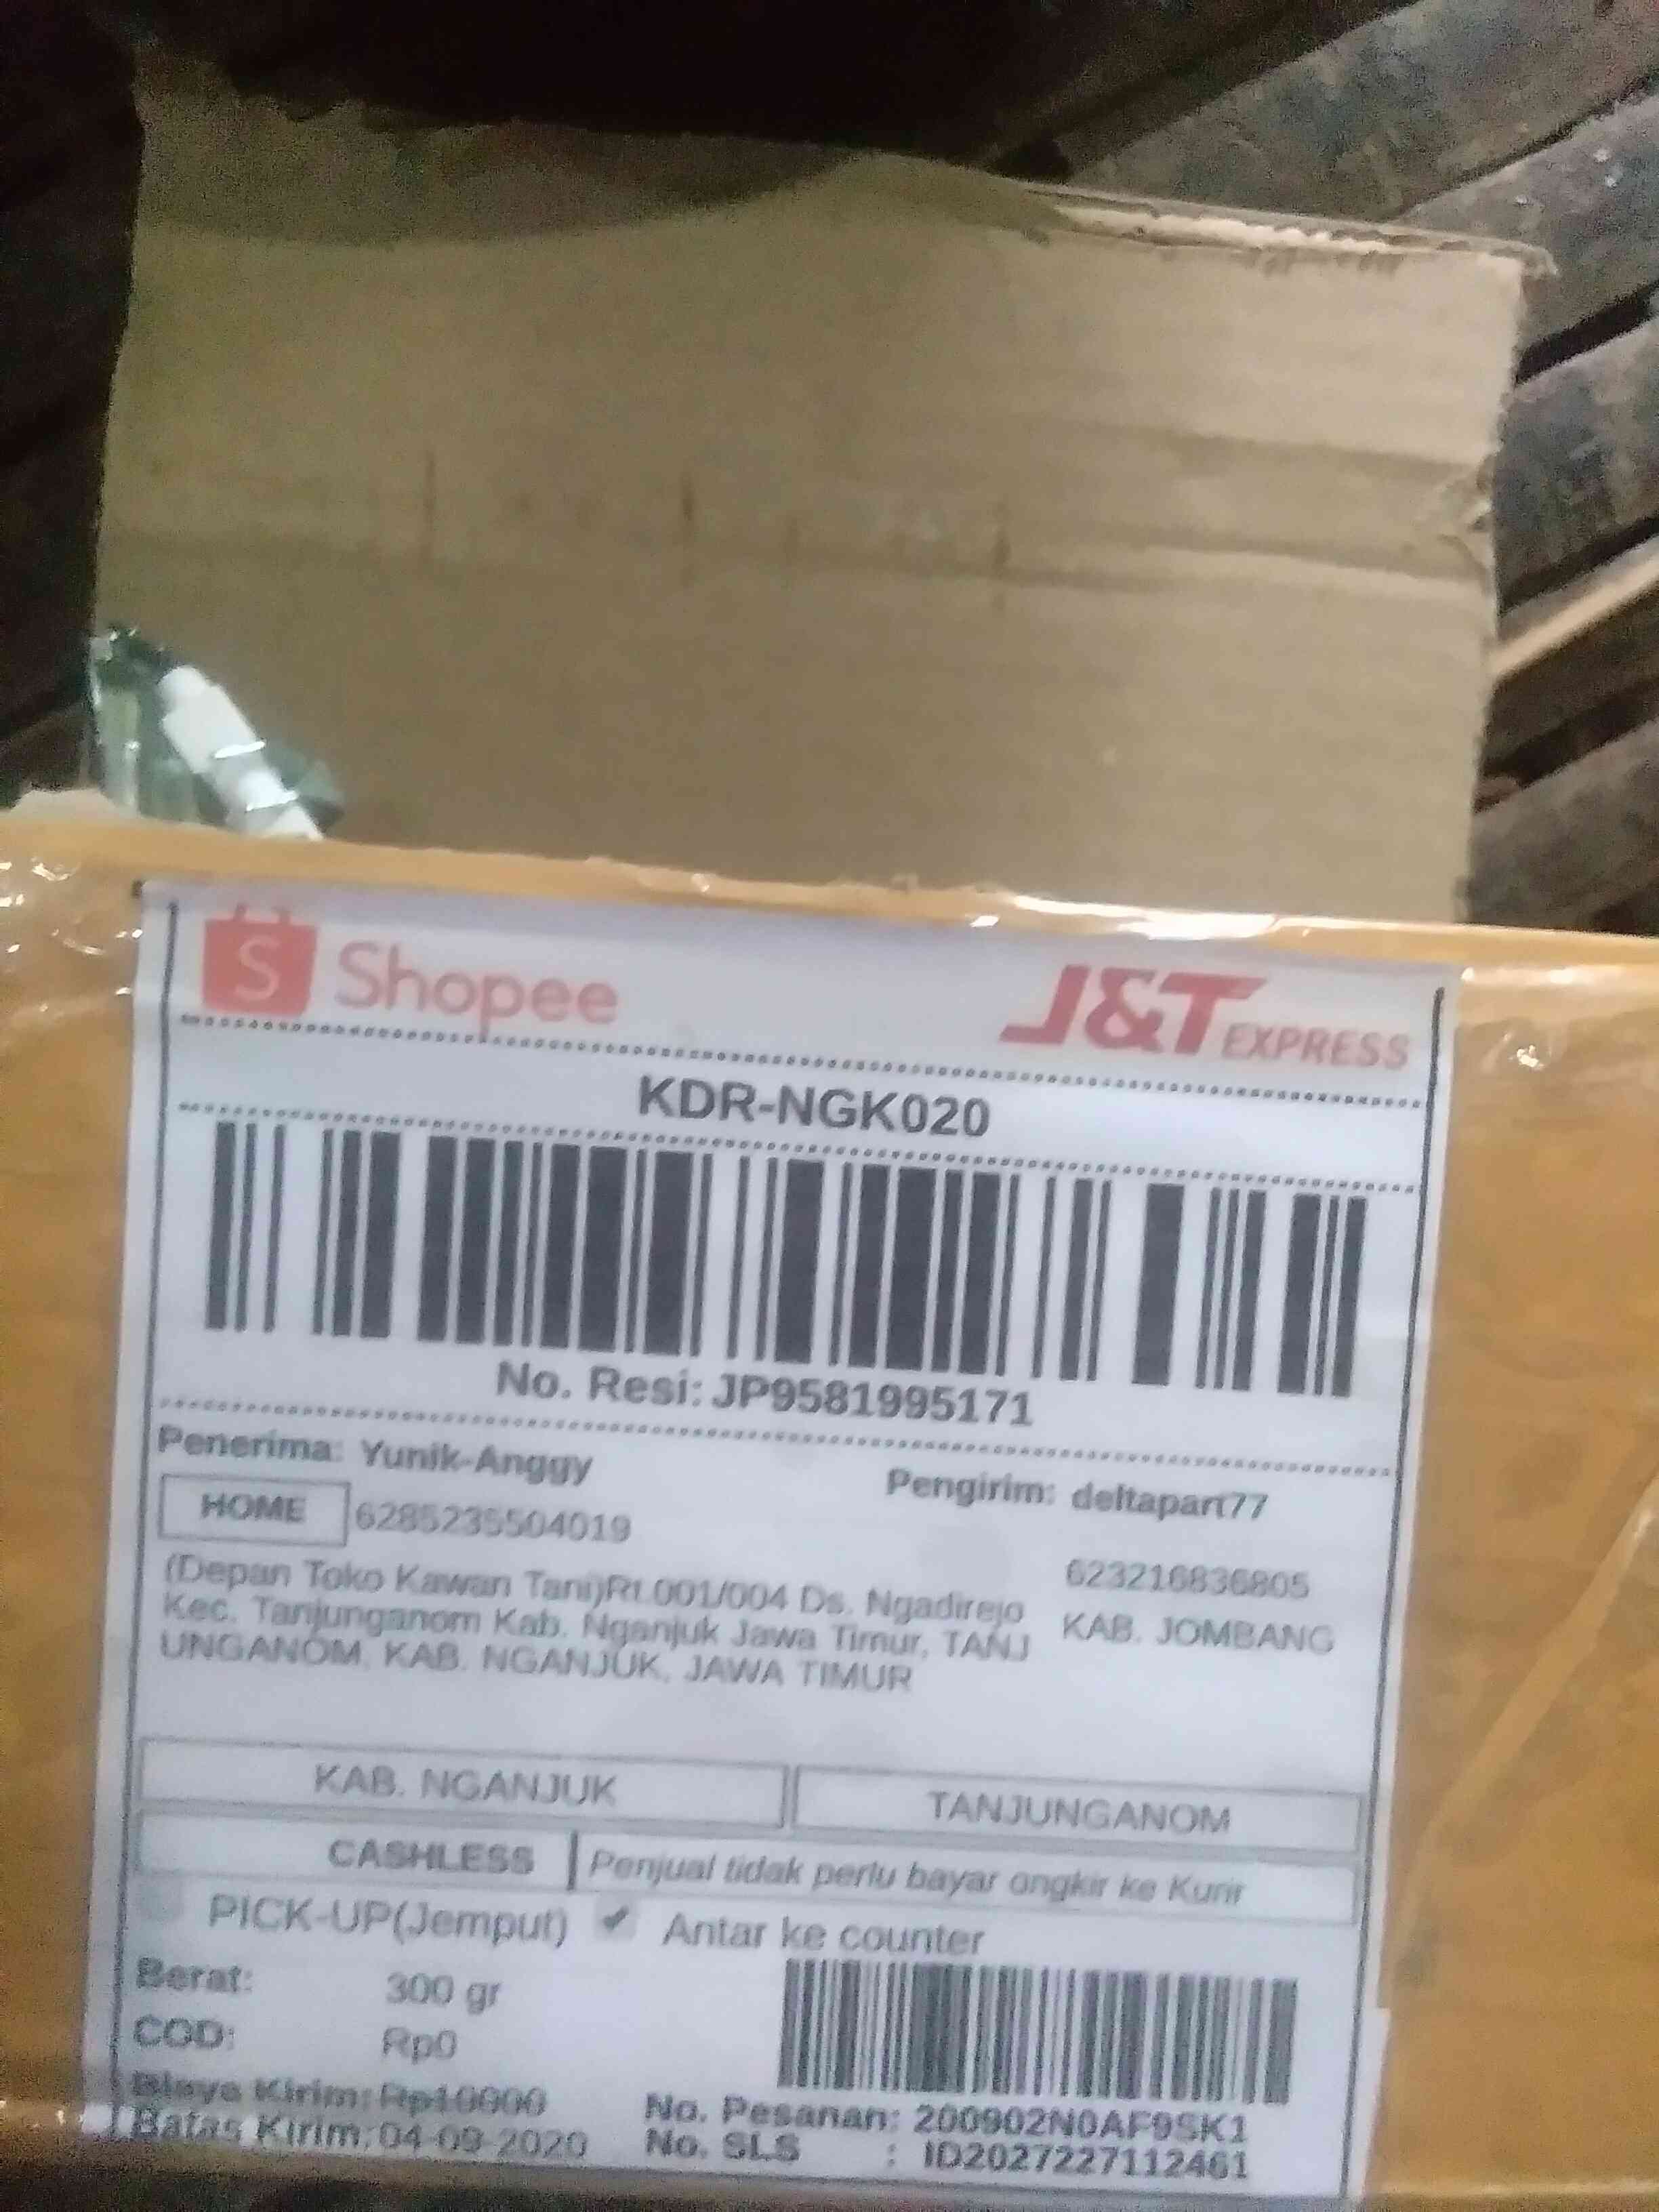 Shopee
J&T EXPRESS
KDR-NGK020
No. Resi: JP9581995171
Penerima: Yunik-Anggy
HOME 6285235504019
(Depan Toko Kawan Tani)Rt.001/004 Ds. Ngadirejo
Kec. Tanjunganom Kab. Nganjuk Jawa Timur, TANJ
UNGANOM, KAB. NGANJUK, JAWA TIMUR
Pengirim: deltapart77
623216836805
KAB. JOMBANG
KAB. NGANJUK
TANJUNGANOM
CASHLESS Penjual tidak perlu bayar ongkir ke Kurir
PICK-UP(Jemput) ✔ Antar ke counter
Berat: 300 gr
COD: Rp0
Biaya Kirim: Rp10000
Batas Kirim: 04-09-2020
No. Pesanan: 200902N0AF9SK1
No. SLS : ID2027227112461